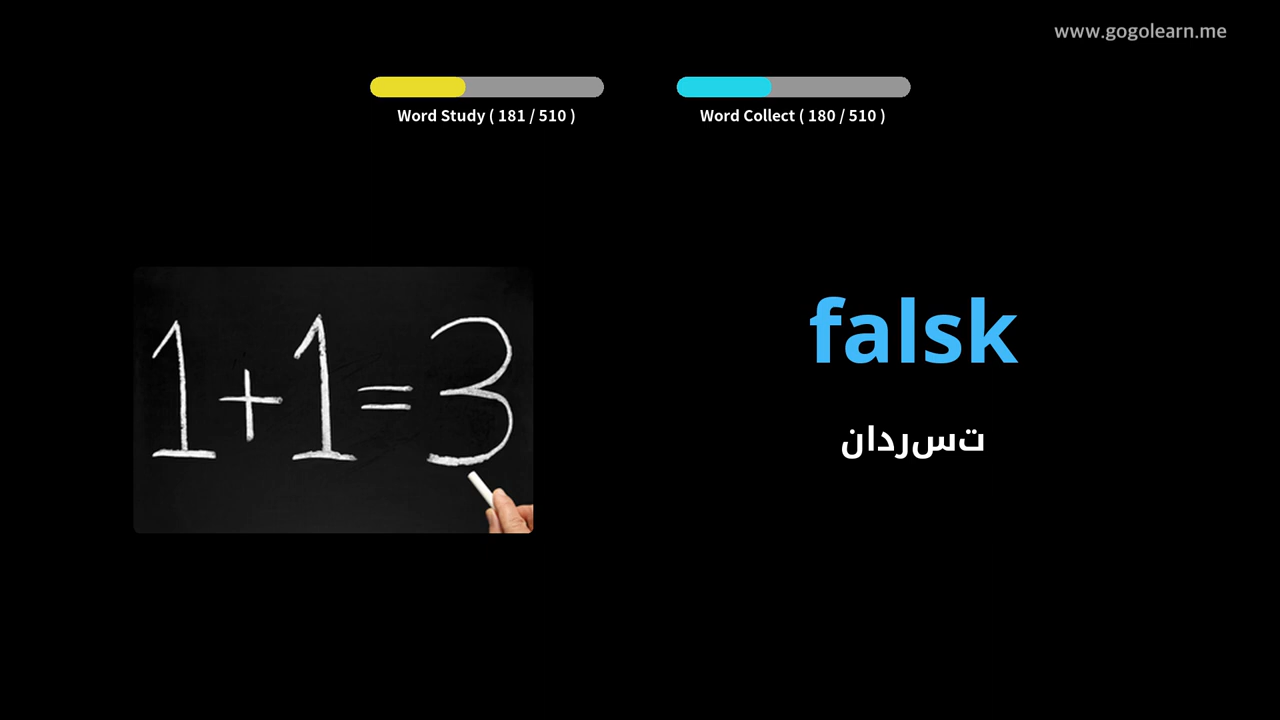 www.gogolearn.me
Word Study ( 181 / 510 )
Word Collect ( 180 / 510 )
1+1=3
falsk
تسردان